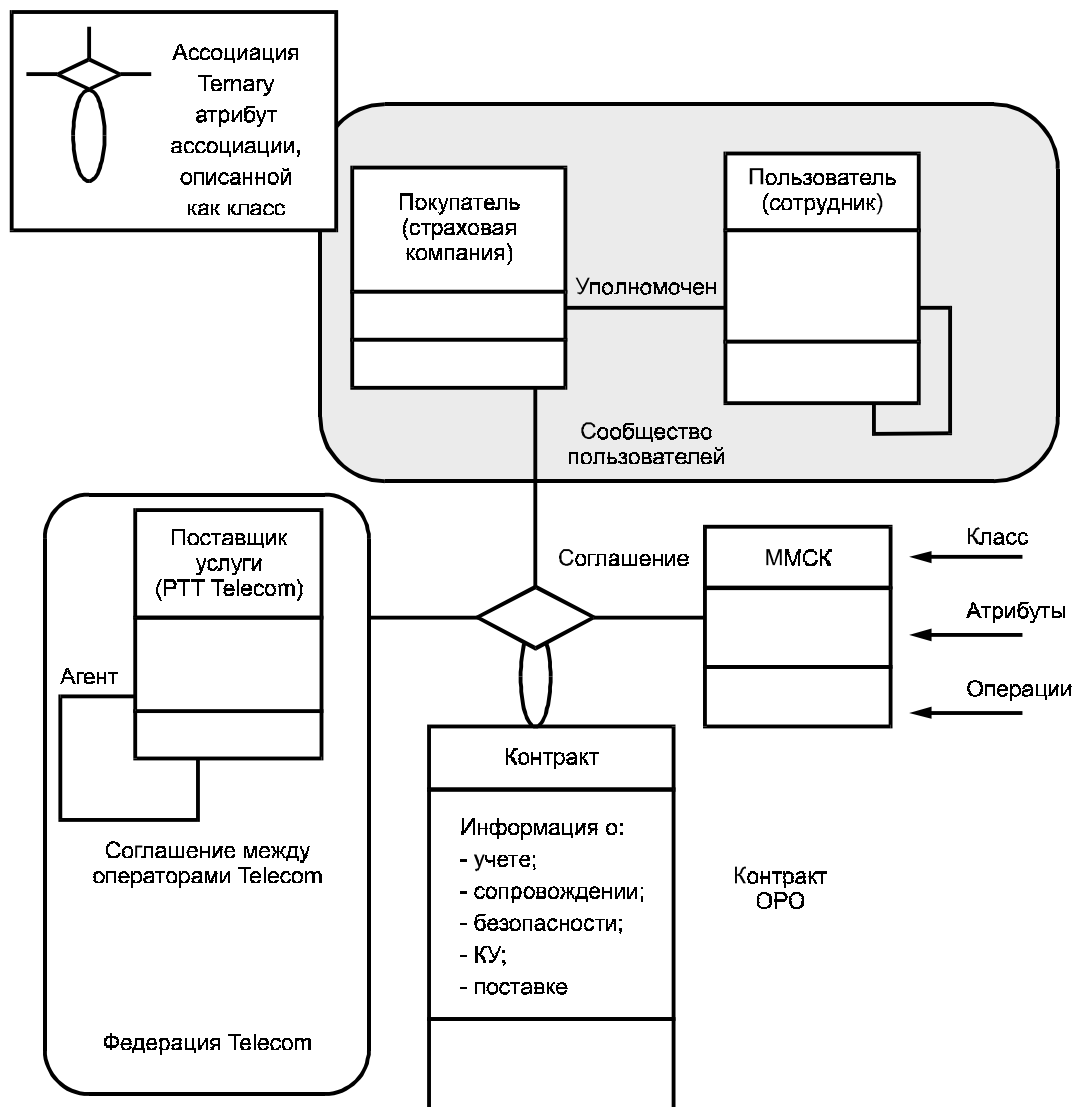 Ассоциация
Ternary
атрибут
ассоциации,
описанной
как класс
Покупатель
(страховая
компания)
Пользователь
(сотрудник)
Уполномочен
Сообщество
пользователей
Поставщик
услуги
(PTT Telecom)
Агент
Соглашение между
операторами Telecom
Федерация Telecom
Соглашение
ММСК
Класс
Атрибуты
Операции
Контракт
Информация о:
- учете;
- сопровождении;
- безопасности;
- КУ;
- поставке
Контракт
ОРО